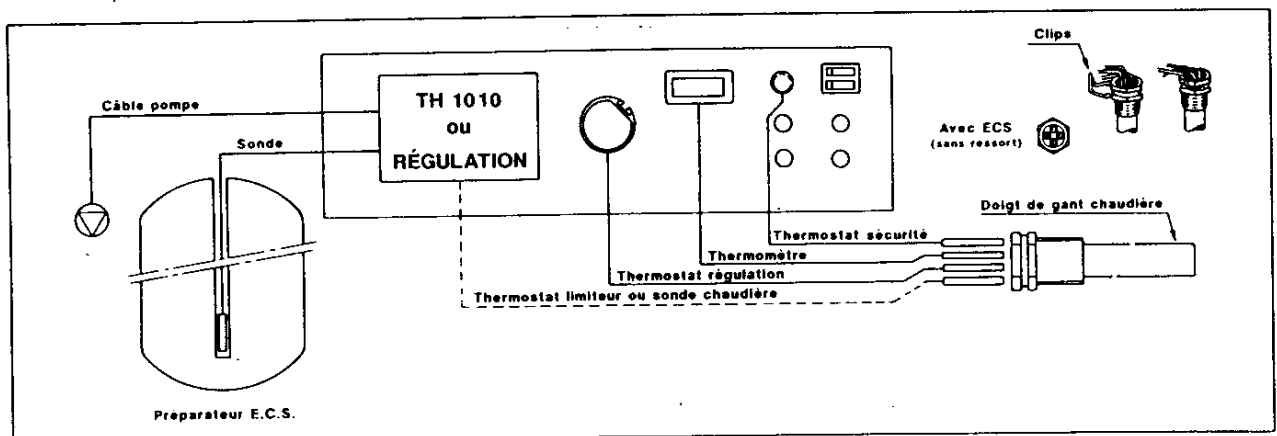 Clips
Câble pompe
TH 1010
ou
RÉGULATION
Sonde
Avec ECS
(sans ressort)
Doigt de gant chaudière
Thermostat sécurité
Thermomètre
Thermostat régulation
Thermostat limiteur ou sonde chaudière
Préparateur E.C.S.